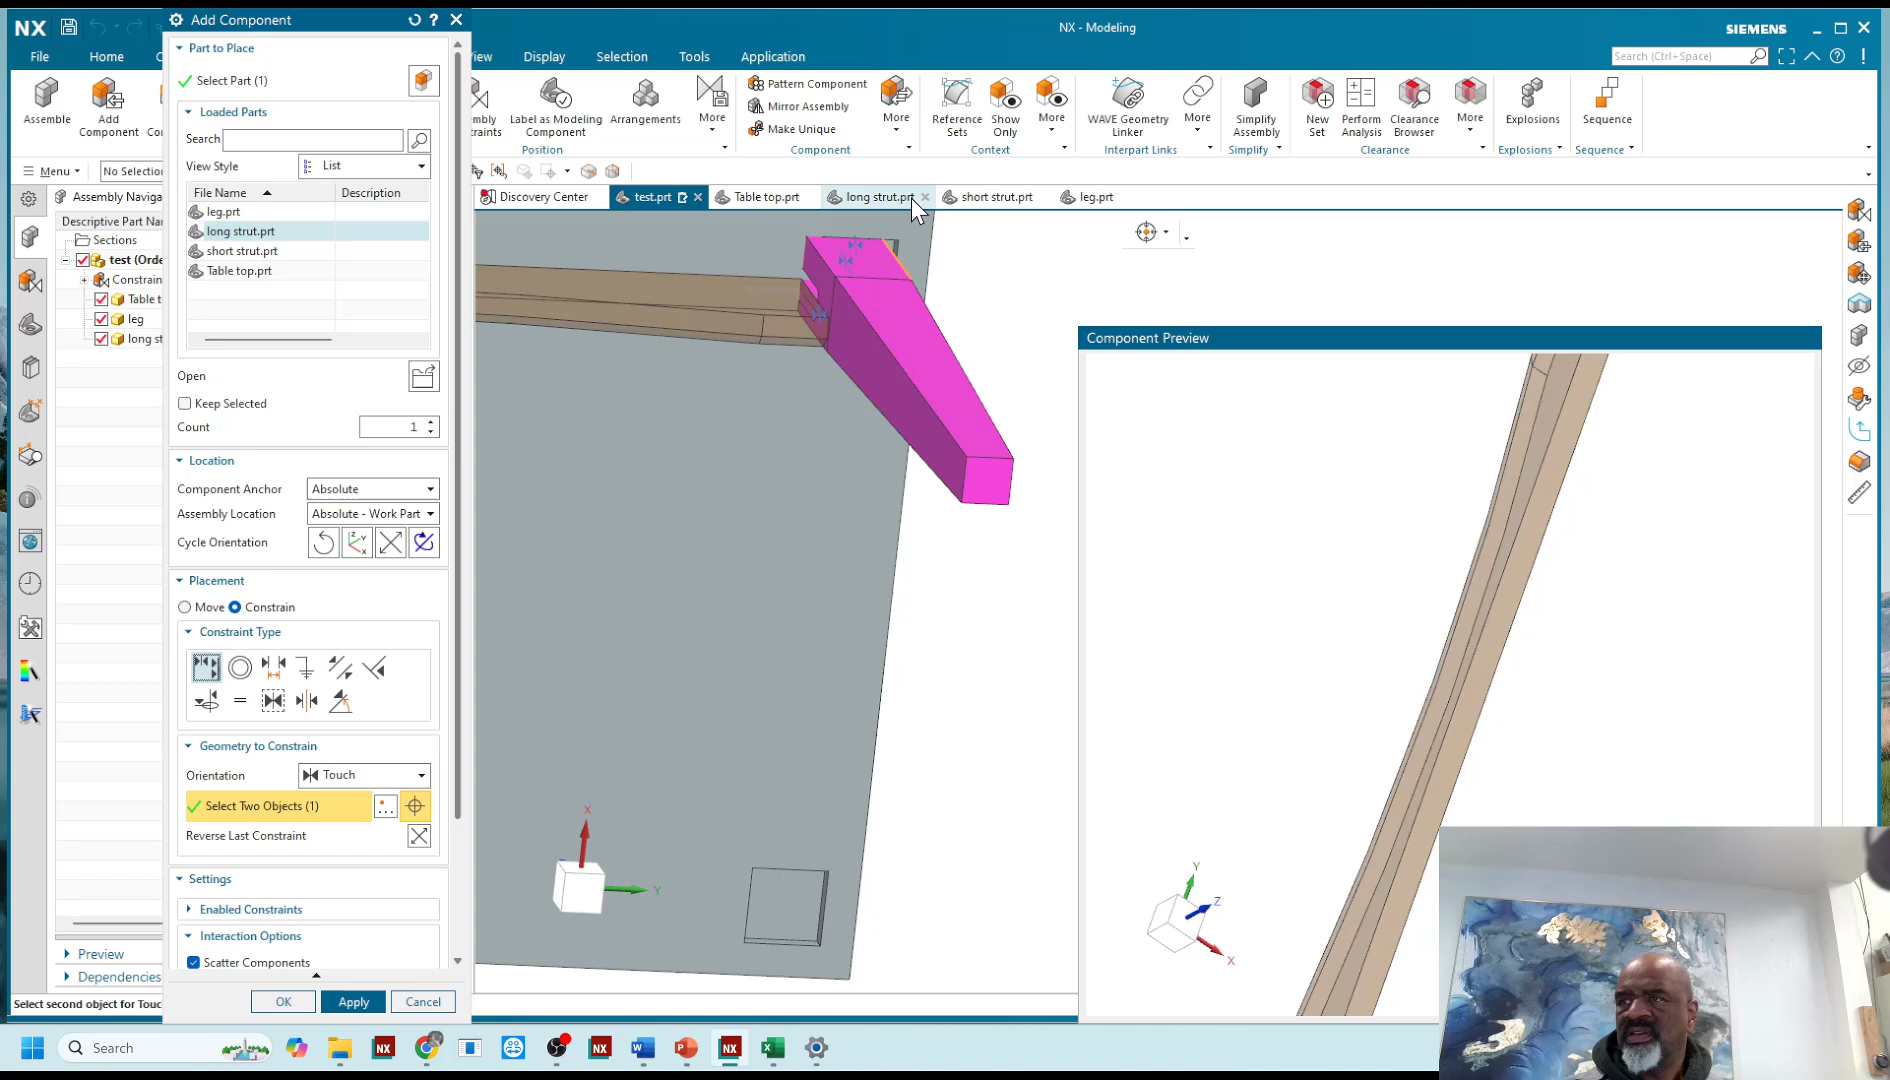 NX
Add Component
NX - Modeling
SIEMENS
File
Home
Display
Selection
Tools
Application
Search (Ctrl+Space)
Part to Place
Select Part (1)
Loaded Parts
Search
View Style
List
File Name
Description
leg.prt
long strut.prt
short strut.prt
Table top.prt
Open
Keep Selected
Count
1
Location
Component Anchor
Absolute
Assembly Location
Absolute - Work Part
Cycle Orientation
Placement
Move
Constrain
Constraint Type
Geometry to Constrain
Orientation
Touch
Select Two Objects (1)
Reverse Last Constraint
Settings
Enabled Constraints
Interaction Options
Scatter Components
OK
Apply
Cancel
Assemble
Add
Component
Label as Modeling
Component
Arrangements
More
Position
Pattern Component
Mirror Assembly
Make Unique
More
Component
Reference
Sets
Show
Only
More
Context
WAVE Geometry
Linker
More
Interpart Links
Simplify
Assembly
Simplify
New
Set
Perform
Analysis
Clearance
Browser
More
Clearance
Explosions
Explosions
Sequence
Sequence
Menu
No Selectio
Assembly Naviga
Descriptive Part Na
Sections
test (Orde
Constrain
Table t
leg
long st
Preview
Dependencies
Select second object for Touc
Discovery Center
test.prt
Table top.prt
long strut.prt
short strut.prt
leg.prt
Component Preview
X
Y
Y
Z
X
Search
NX
NX
NX